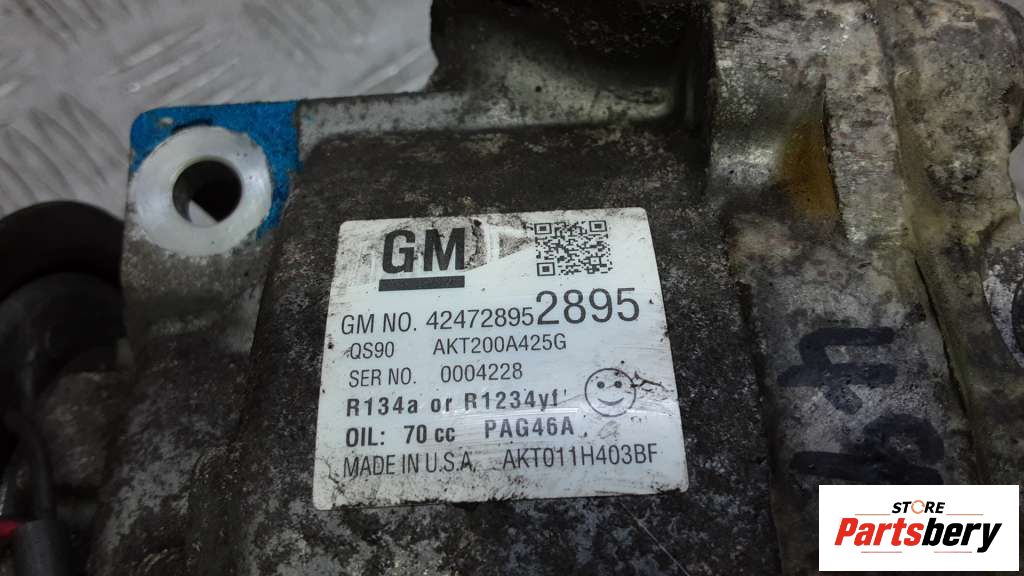 GM
GM NO. 42472895 2895
QS90 AKT200A425G
SER NO. 0004228
R134a or R1234yf
OIL: 70 cc PAG46A
MADE IN U.S.A. AKT011H403BF
STORE
Partsbery